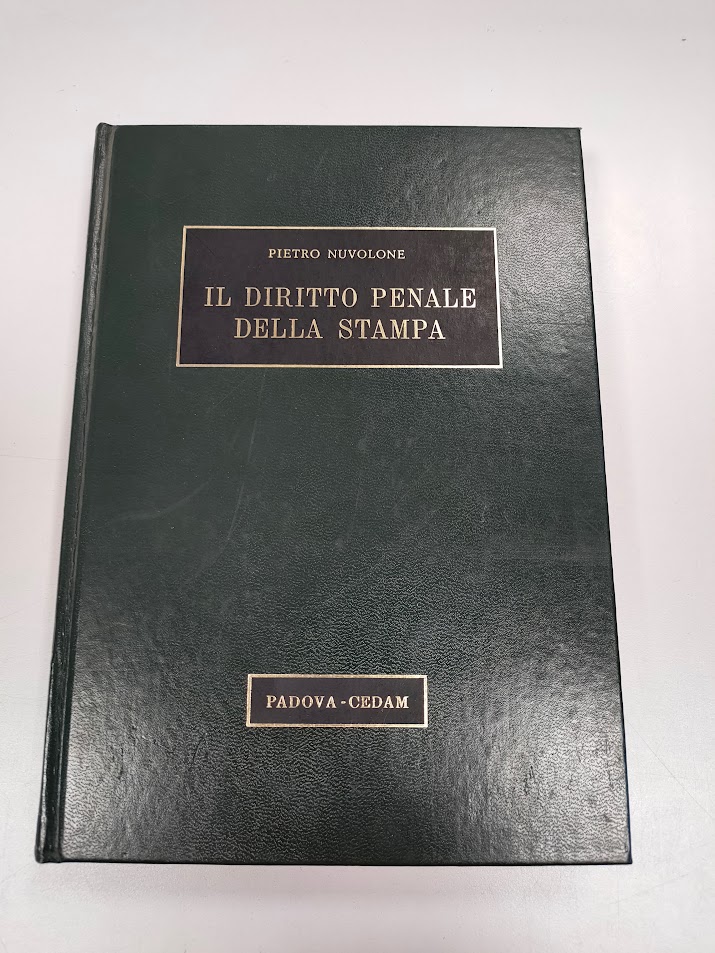 PIETRO NUVOLONE
IL DIRITTO PENALE
DELLA STAMPA
PADOVA - CEDAM